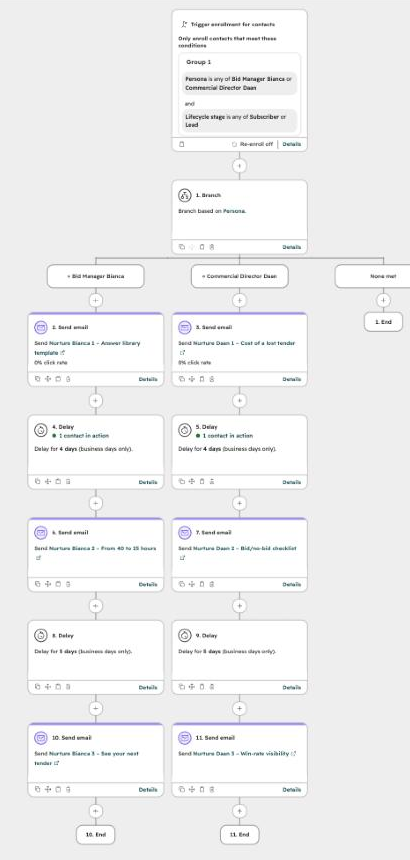 Trigger enrollment for contacts
Only enroll contacts that meet these
conditions
Group 1
Persona is any of Bid Manager Bianca or
Commercial Director Daan
and
Lifecycle stage is any of Subscriber or
Lead
Re-enroll off
Details
1. Branch
Branch based on Persona.
Details
= Bid Manager Bianca
= Commercial Director Daan
None met
1. End
2. Send email
Send Nurture Bianca 1 – Answer library
template
0% click rate
Details
3. Send email
Send Nurture Daan 1 – Cost of a lost tender
0% click rate
Details
4. Delay
1 contact in action
Delay for 4 days (business days only).
Details
5. Delay
1 contact in action
Delay for 4 days (business days only).
Details
6. Send email
Send Nurture Bianca 2 – From 40 to 15 hours
Details
7. Send email
Send Nurture Daan 2 – Bid/no-bid checklist
Details
8. Delay
Delay for 5 days (business days only).
Details
9. Delay
Delay for 5 days (business days only).
Details
10. Send email
Send Nurture Bianca 3 – See your next
tender
Details
11. Send email
Send Nurture Daan 3 – Win-rate visibility
Details
10. End
11. End